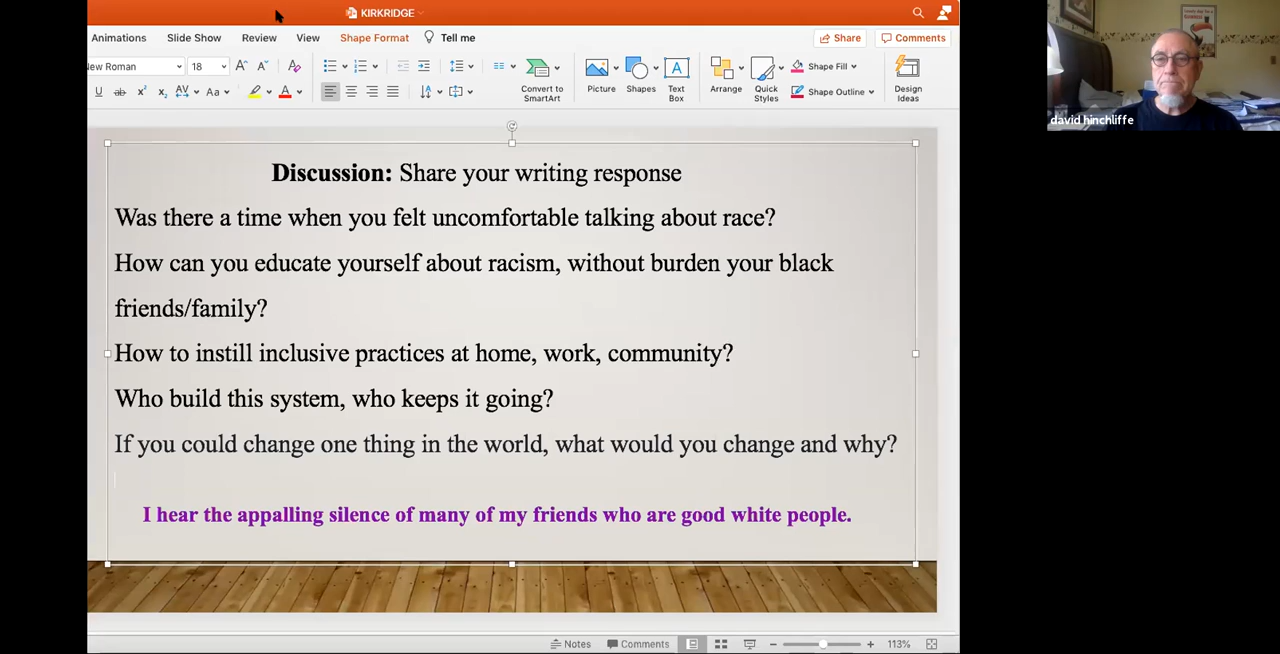 KIRKRIDGE
Animations Slide Show Review View Shape Format Tell me Share Comments
New Roman 18 Convert to SmartArt Picture Shapes Text Box Arrange Quick Styles Shape Fill Shape Outline Design Ideas
Discussion: Share your writing response
Was there a time when you felt uncomfortable talking about race?
How can you educate yourself about racism, without burden your black
friends/family?
How to instill inclusive practices at home, work, community?
Who build this system, who keeps it going?
If you could change one thing in the world, what would you change and why?
I hear the appalling silence of many of my friends who are good white people.
Notes Comments 113%
david hinchliffe